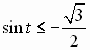 sin t ≤ −√3/2